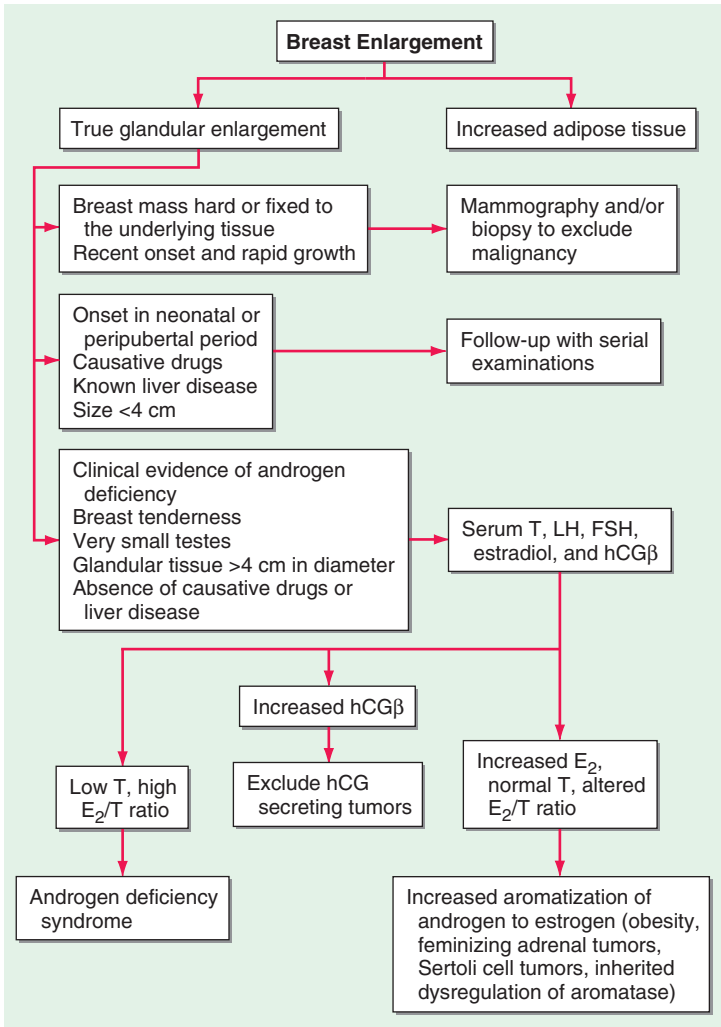 Breast Enlargement
True glandular enlargement
Increased adipose tissue
Breast mass hard or fixed to
the underlying tissue
Recent onset and rapid growth
Mammography and/or
biopsy to exclude
malignancy
Onset in neonatal or
peripubertal period
Causative drugs
Known liver disease
Size <4 cm
Follow-up with serial
examinations
Clinical evidence of androgen
deficiency
Breast tenderness
Very small testes
Glandular tissue >4 cm in diameter
Absence of causative drugs or
liver disease
Serum T, LH, FSH,
estradiol, and hCGβ
Low T, high
E₂/T ratio
Androgen deficiency
syndrome
Increased hCGβ
Exclude hCG
secreting tumors
Increased E₂,
normal T, altered
E₂/T ratio
Increased aromatization of
androgen to estrogen (obesity,
feminizing adrenal tumors,
Sertoli cell tumors, inherited
dysregulation of aromatase)